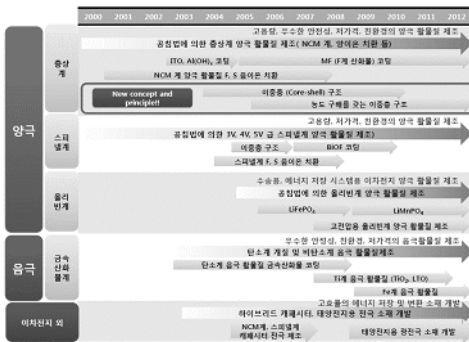 2000 2001 2002 2003 2004 2005 2006 2007 2008 2009 2010 2011 2012
양극
층상계
고용량, 우수한 안전성, 저가격, 친환경의 양극 활물질 제조
공침법에 의한 층상계 양극 활물질 제조( NCM 계, 양이온 치환 등)
ITO, Al(OH)ₓ 코팅
MF (F계 산화물) 코팅
NCM 계 양극 활물질 F, S 음이온 치환
New concept and principle!!
이중층 (Core-shell) 구조
농도 구배를 갖는 이중층 구조
스피넬계
고용량, 저가격, 친환경의 양극 활물질 제조
공침법에 의한 3V, 4V, 5V 급 스피넬계 양극 활물질 제조)
이중층 구조
BiOF 코팅
스피넬계 F, S 음이온 치환
올리빈계
수송용, 에너지 저장 시스템용 이차전지 양극 활물질
공침법에 의한 올리빈계 양극 활물질 제조
LiFePO₄
LiMnPO₄
고전압용 올리빈계 양극 활물질 제조
음극
금속산화물계
우수한 안정성, 친환경, 저가격의 음극활물질 제조
탄소계 개질 및 비탄소계 음극 활물질 제조
탄소계 음극 활물질 금속산화물 코팅
Ti계 음극 활물질 (TiO₂, LTO)
Fe계 음극 활물질
이차전지 외
고효율의 에너지 저장 및 변환 소재 개발
하이브리드 캐패시터, 태양전지용 전극 소재 개발
NCM계, 스피넬계 캐패시터 전극 제조
태양전지용 광전극 소재 개발